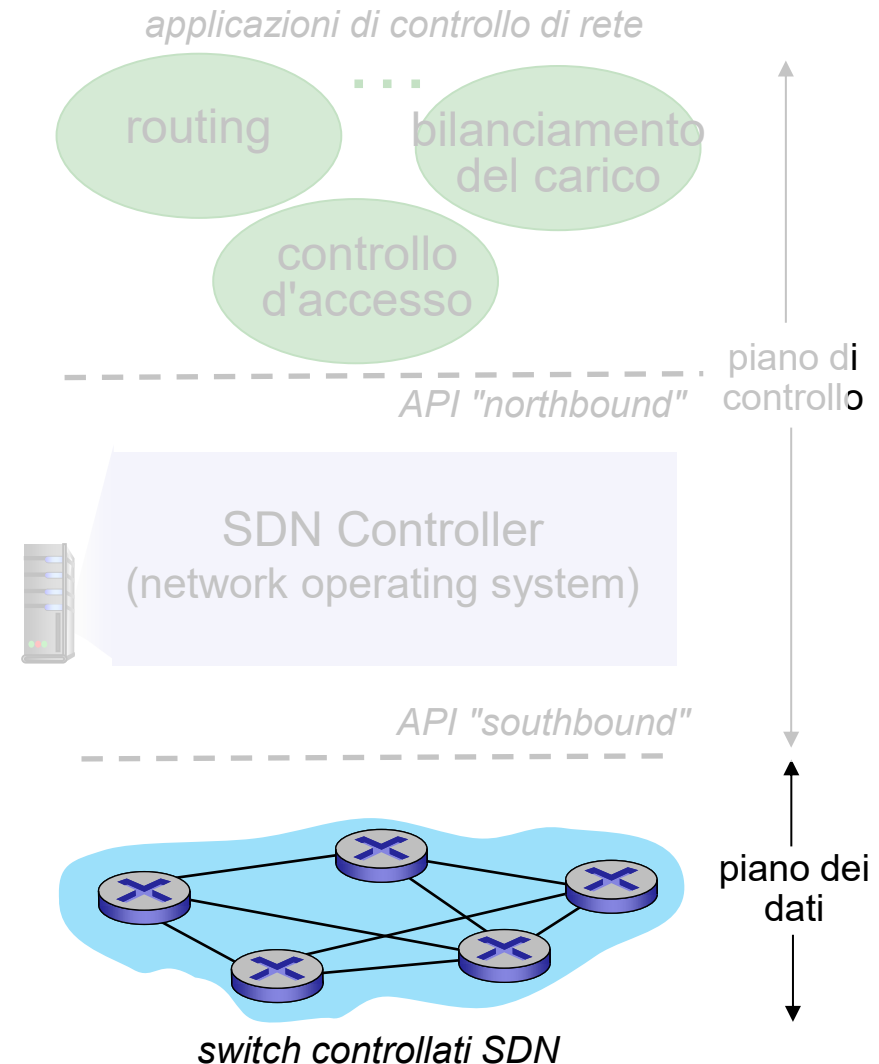 applicazioni di controllo di rete
. . .
routing
bilanciamento
del carico
controllo
d'accesso
piano di
controllo
API "northbound"
SDN Controller
(network operating system)
API "southbound"
piano dei
dati
switch controllati SDN